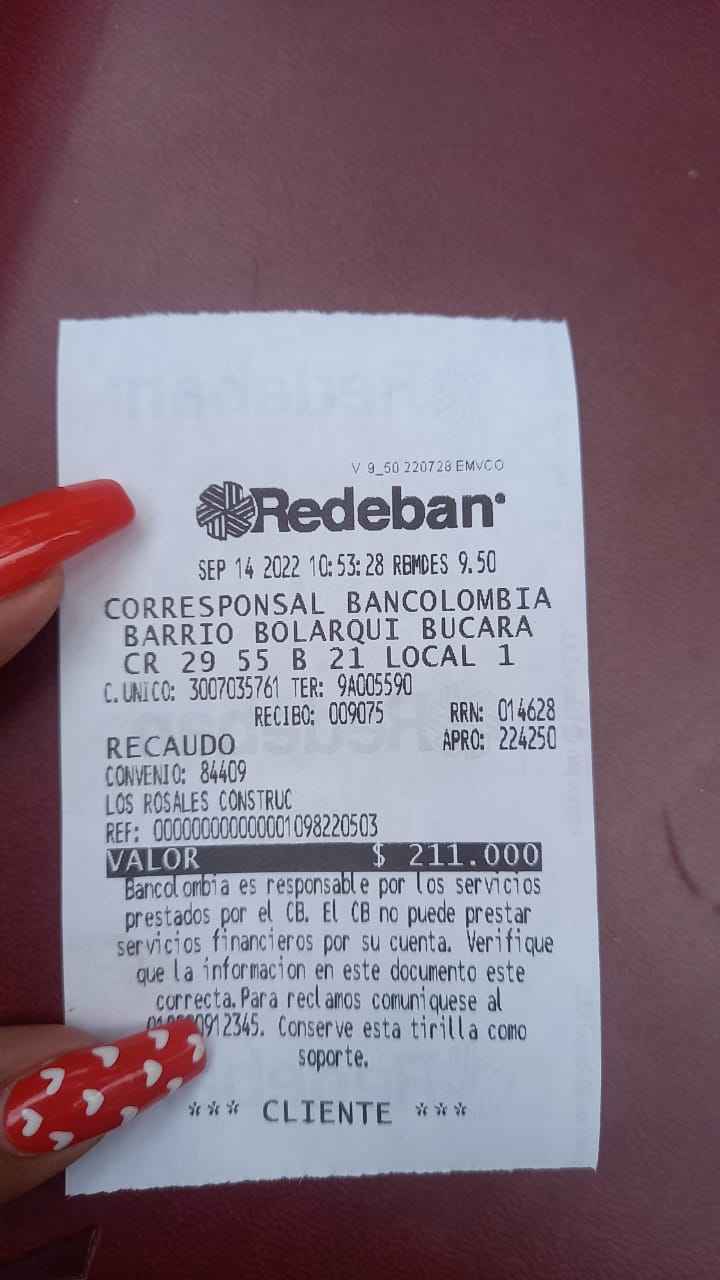 V 9_50 220728 EMVCO
Redeban
SEP 14 2022 10:53:28 RBMDES 9.50
CORRESPONSAL BANCOLOMBIA
BARRIO BOLARQUI BUCARA
CR 29 55 B 21 LOCAL 1
C.UNICO: 3007035761 TER: 9A005590
RECIBO: 009075 RRN: 014628
RECAUDO APRO: 224250
CONVENIO: 84409
LOS ROSALES CONSTRUC
REF: 000000000000001098220503
VALOR $ 211.000
Bancolombia es responsable por los servicios
prestados por el CB. El CB no puede prestar
servicios financieros por su cuenta. Verifique
que la informacion en este documento este
correcta.Para reclamos comuniquese al
Conserve esta tirilla como
soporte.
*** CLIENTE ***